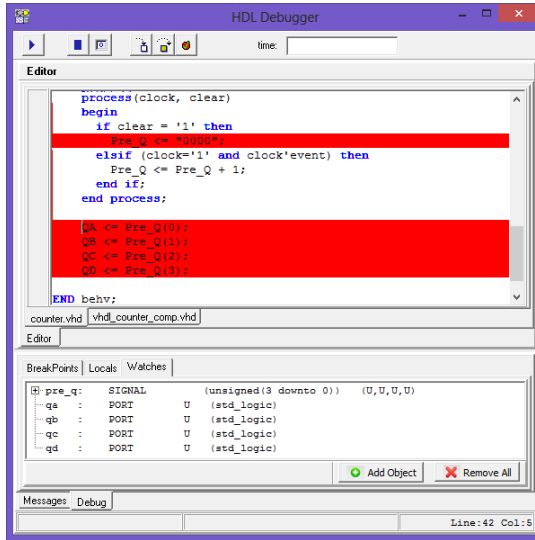 HDL Debugger
time:
Editor
process(clock, clear)
begin
if clear = '1' then
Pre_Q <= "0000";
elsif (clock='1' and clock'event) then
Pre_Q <= Pre_Q + 1;
end if;
end process;
QA <= Pre_Q(0);
QB <= Pre_Q(1);
QC <= Pre_Q(2);
QD <= Pre_Q(3);
END behv;
counter.vhd vhdl_counter_comp.vhd
Editor
BreakPoints Locals Watches
pre_q: SIGNAL (unsigned(3 downto 0)) (U,U,U,U)
qa : PORT U (std_logic)
qb : PORT U (std_logic)
qc : PORT U (std_logic)
qd : PORT U (std_logic)
Add Object Remove All
Messages Debug
Line:42 Col:5